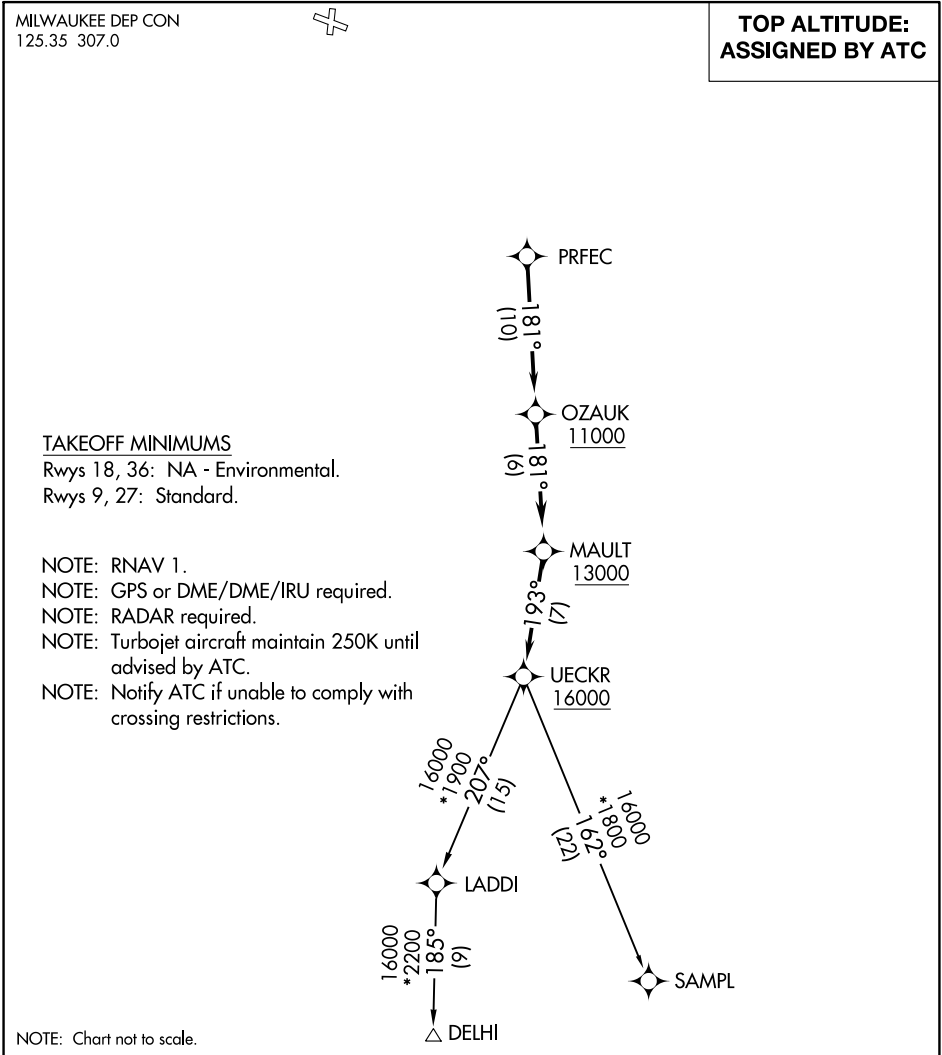 MILWAUKEE DEP CON
125.35 307.0
TOP ALTITUDE:
ASSIGNED BY ATC
PRFEC
181°
(10)
OZAUK
11000
181°
(9)
TAKEOFF MINIMUMS
Rwys 18, 36: NA - Environmental.
Rwys 9, 27: Standard.
MAULT
13000
193°
(7)
NOTE: RNAV 1.
NOTE: GPS or DME/DME/IRU required.
NOTE: RADAR required.
NOTE: Turbojet aircraft maintain 250K until
advised by ATC.
NOTE: Notify ATC if unable to comply with
crossing restrictions.
UECKR
16000
16000
*1900
207°
(15)
16000
*1800
162°
(22)
LADDI
16000
*2200
185°
(9)
SAMPL
DELHI
NOTE: Chart not to scale.